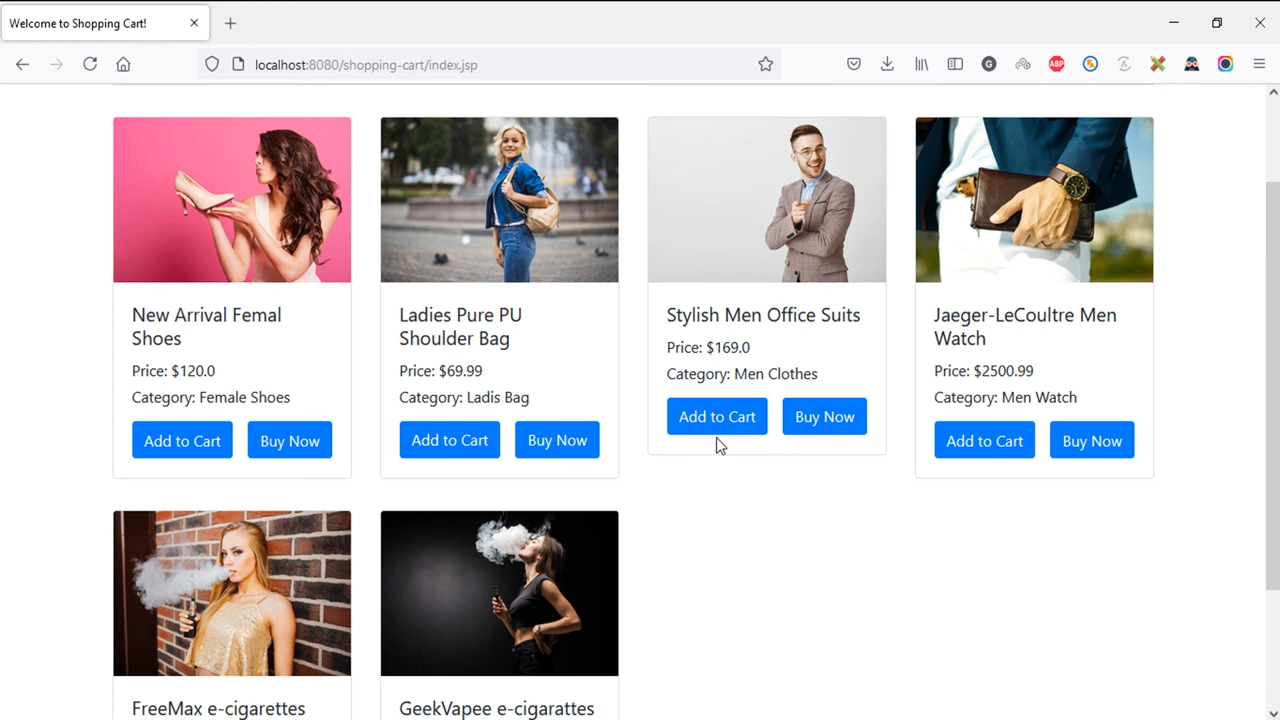 Welcome to Shopping Cart!
localhost:8080/shopping-cart/index.jsp
G
ABP
New Arrival Femal
Shoes
Price: $120.0
Category: Female Shoes
Add to Cart
Buy Now
Ladies Pure PU
Shoulder Bag
Price: $69.99
Category: Ladis Bag
Add to Cart
Buy Now
Stylish Men Office Suits
Price: $169.0
Category: Men Clothes
Add to Cart
Buy Now
Jaeger-LeCoultre Men
Watch
Price: $2500.99
Category: Men Watch
Add to Cart
Buy Now
FreeMax e-cigarettes
GeekVapee e-cigarattes